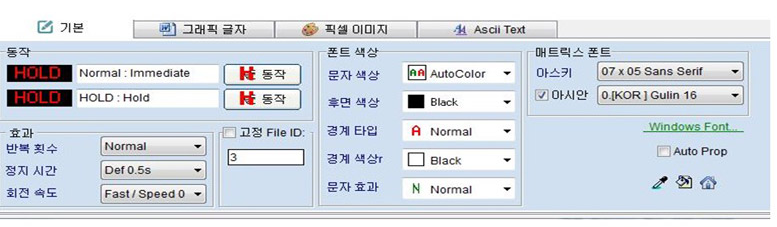 기본
그래픽 글자
픽셀 이미지
Ascii Text
동작
HOLD Normal : Immediate 동작
HOLD HOLD : Hold 동작
효과
반복 횟수 Normal
정지 시간 Def 0.5s
회전 속도 Fast / Speed 0
고정 File ID:
3
폰트 색상
문자 색상 AA AutoColor
후면 색상 Black
경계 타입 A Normal
경계 색상r Black
문자 효과 N Normal
매트릭스 폰트
아스키 07 x 05 Sans Serif
아시안 0.[KOR ] Gulin 16
Windows Font...
Auto Prop